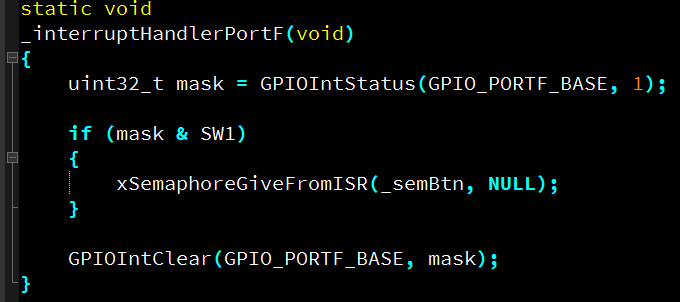 static void
_interruptHandlerPortF(void)
{
    uint32_t mask = GPIOIntStatus(GPIO_PORTF_BASE, 1);

    if (mask & SW1)
    {
        xSemaphoreGiveFromISR(_semBtn, NULL);
    }

    GPIOIntClear(GPIO_PORTF_BASE, mask);
}